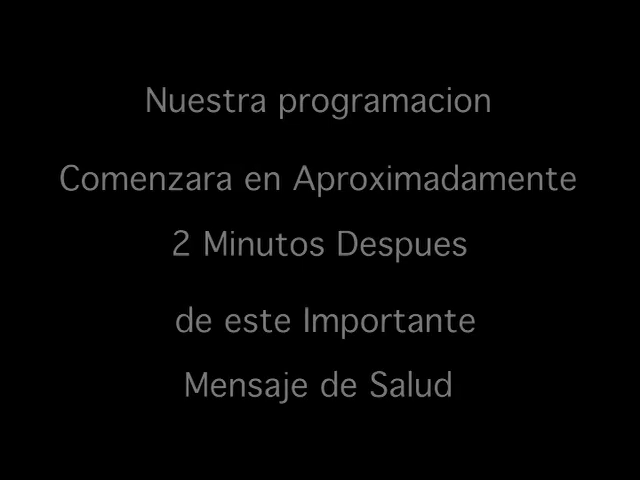 Nuestra programacion
Comenzara en Aproximadamente
2 Minutos Despues
de este Importante
Mensaje de Salud